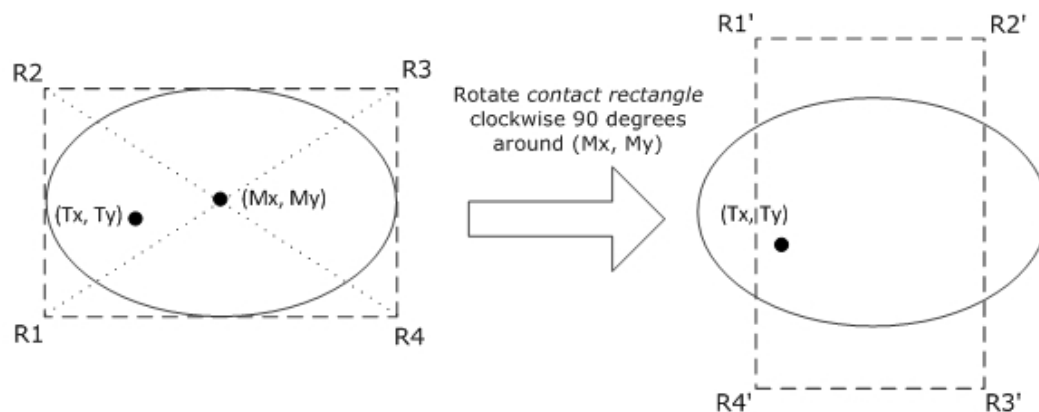 R1'
R2'
R2
R3
Rotate contact rectangle
clockwise 90 degrees
around (Mx, My)
(Mx, My)
(Tx, Ty)
(Tx, Ty)
R1
R4
R4'
R3'